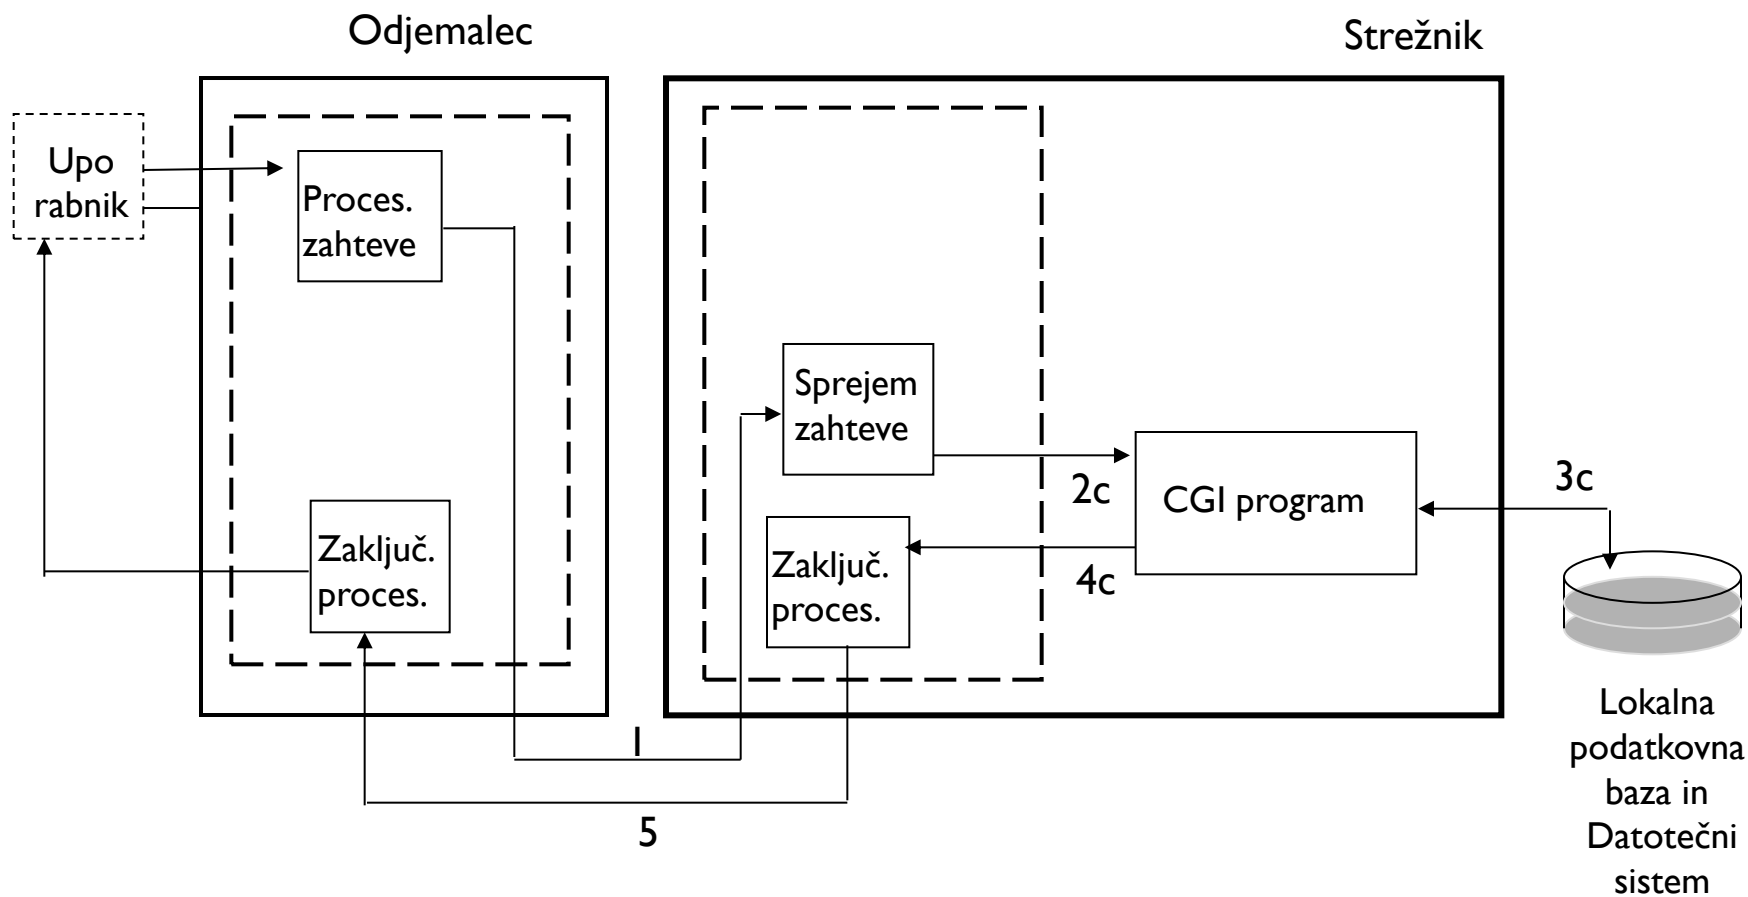 Odjemalec
Strežnik
Upo
rabnik
Proces.
zahteve
Zaključ.
proces.
Sprejem
zahteve
Zaključ.
proces.
2c
4c
CGI program
3c
1
5
Lokalna
podatkovna
baza in
Datotečni
sistem